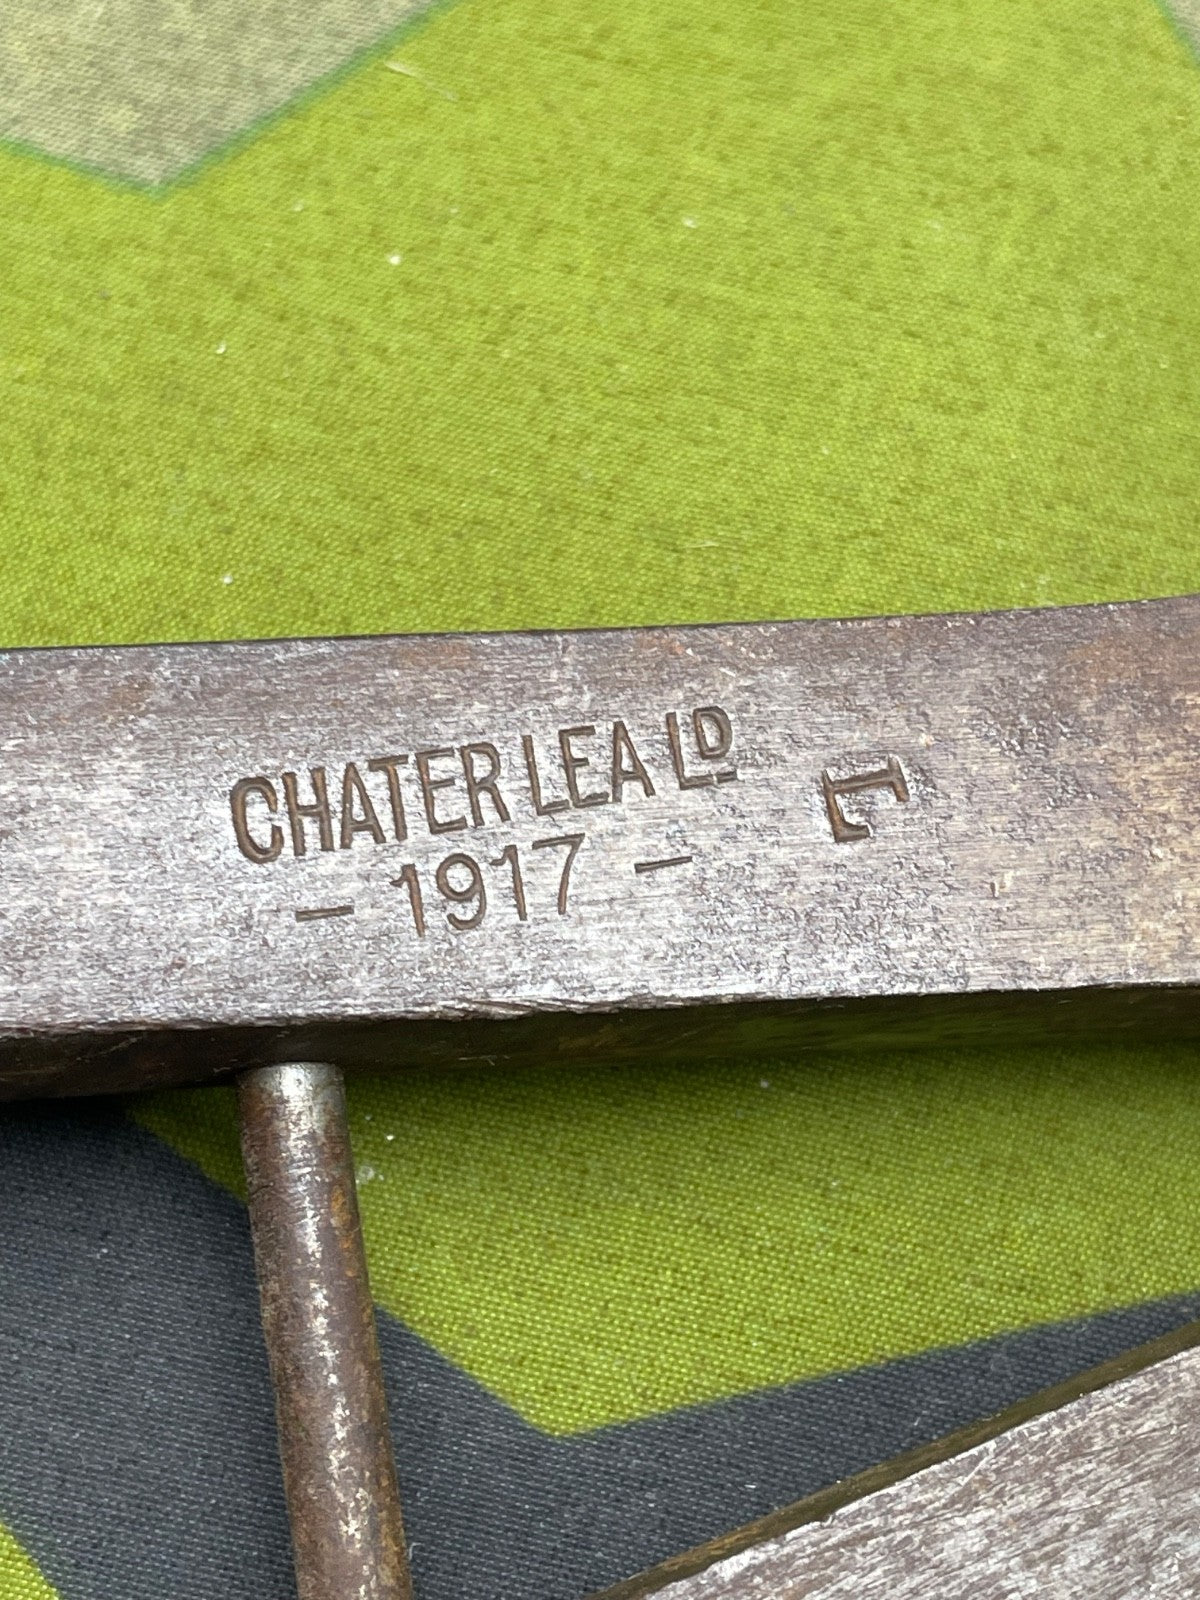 CHATER LEA LD
- 1917 -